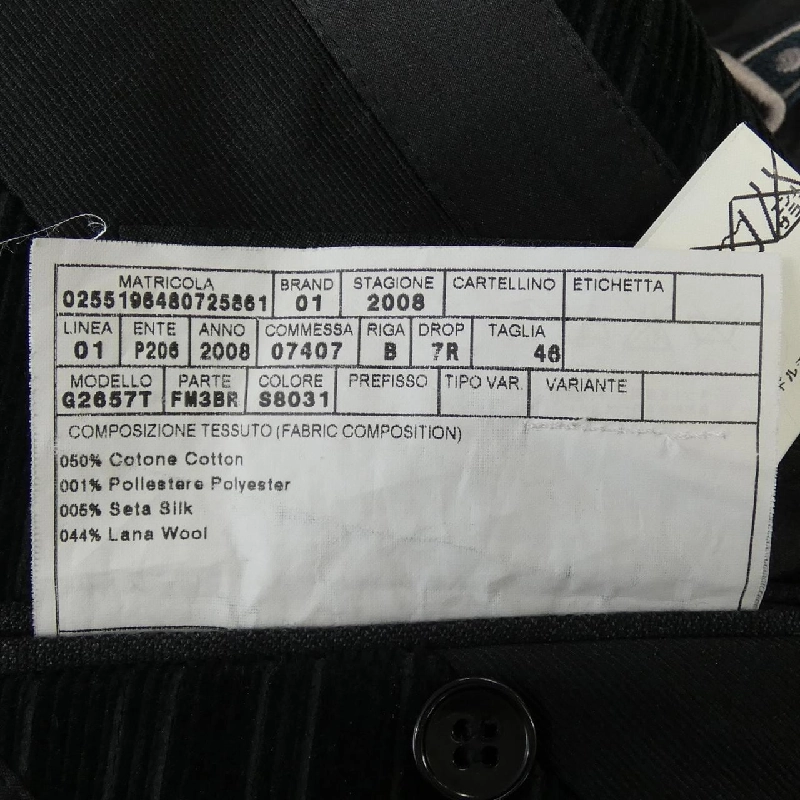 MATRICOLA BRAND STAGIONE CARTELLINO ETICHETTA
0255196480725861 01 2008
LINEA ENTE ANNO COMMESSA RIGA DROP TAGLIA
01 P206 2008 07407 B 7R 48
MODELLO PARTE COLORE PREFISSO TIPO VAR. VARIANTE
G2657T FM3BR S8031
COMPOSIZIONE TESSUTO (FABRIC COMPOSITION)
050% Cotone Cotton
001% Poliestere Polyester
005% Seta Silk
044% Lana Wool